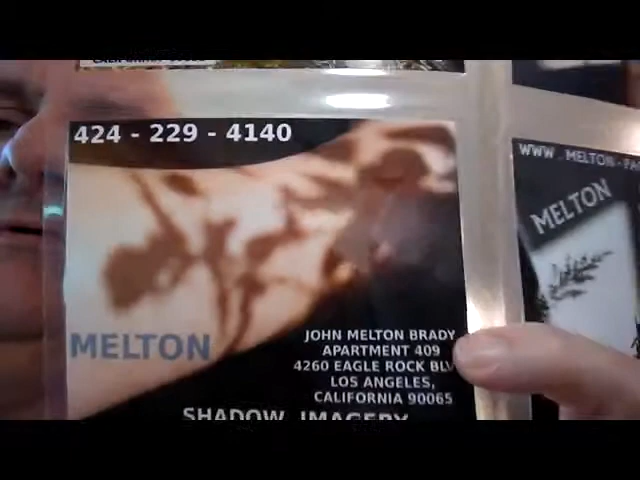 424 - 229 - 4140
WWW . MELTON - 
MELTON
MELTON
JOHN MELTON BRADY
APARTMENT 409
4260 EAGLE ROCK
LOS ANGELES,
CALIFORNIA 90065
SHADOW IMAGERY